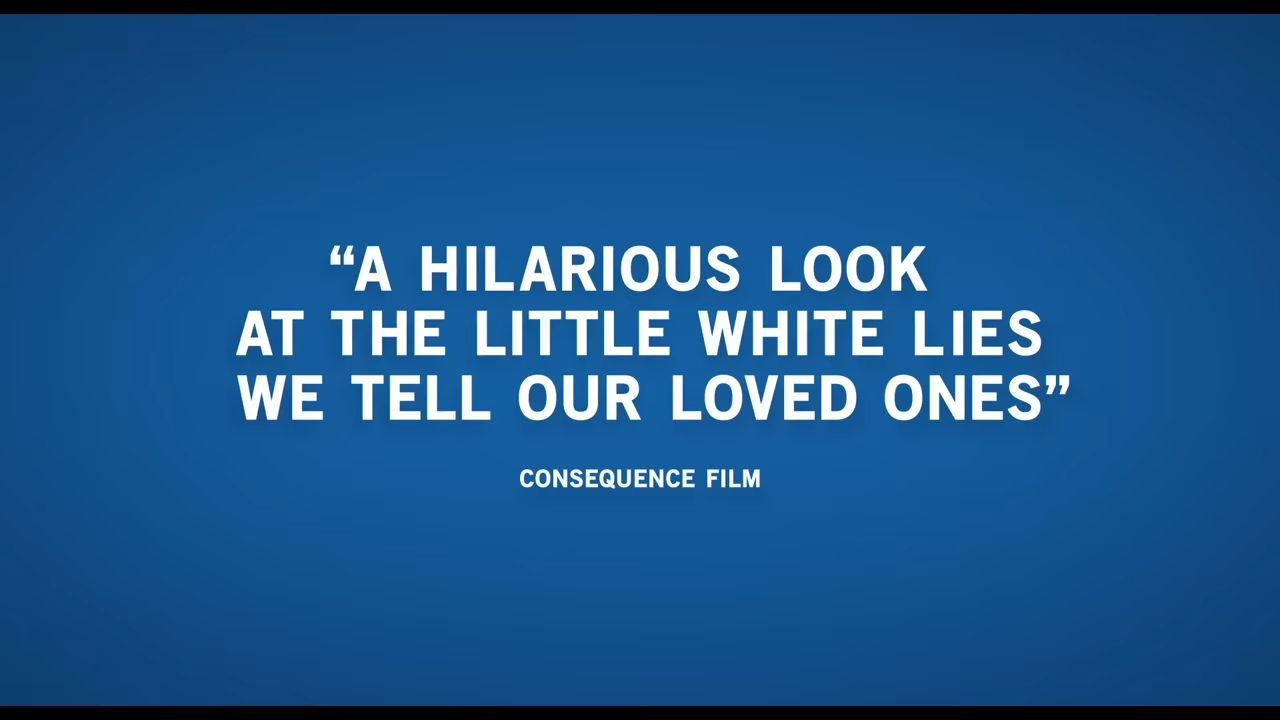 “A HILARIOUS LOOK
AT THE LITTLE WHITE LIES
WE TELL OUR LOVED ONES”
CONSEQUENCE FILM